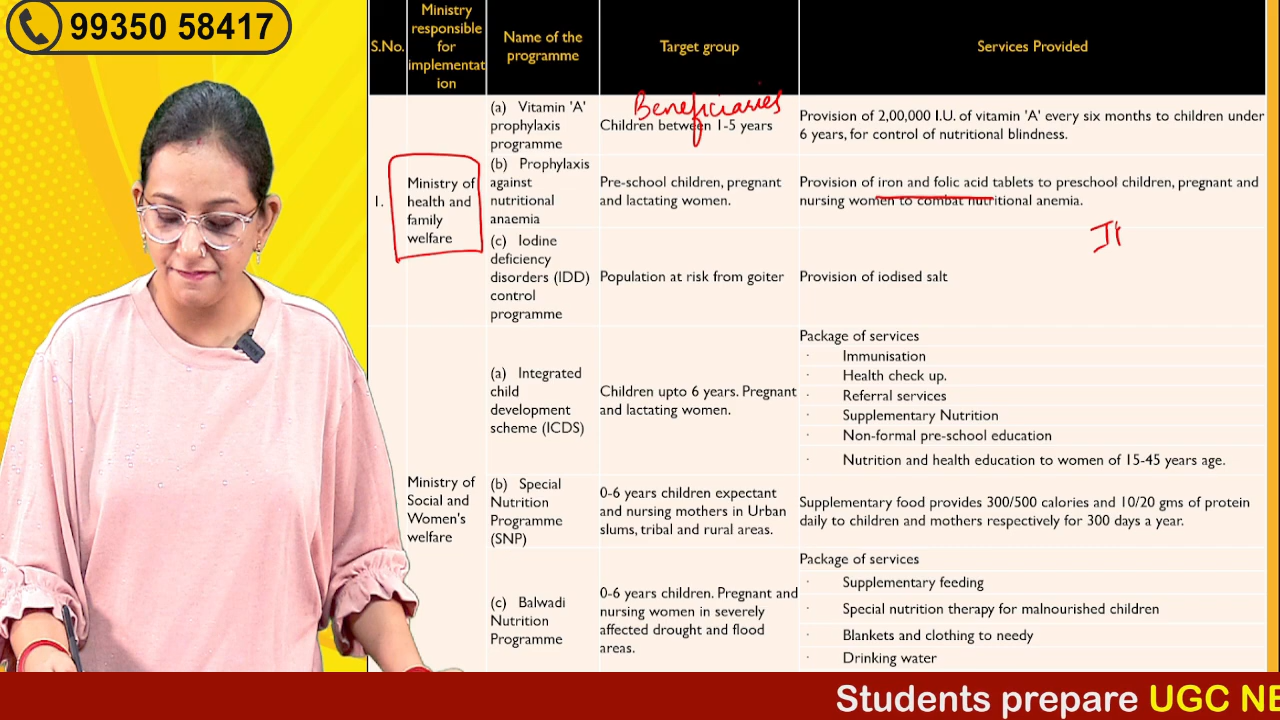 99350 58417
S.No.
Ministry
responsible
for
implementat
ion
Name of the
programme
Target group
Services Provided
1.
Ministry of
health and
family
welfare
(a) Vitamin 'A'
prophylaxis
programme
Beneficiaries
Children between 1-5 years
Provision of 2,00,000 I.U. of vitamin 'A' every six months to children under
6 years, for control of nutritional blindness.
(b) Prophylaxis
against
nutritional
anaemia
Pre-school children, pregnant
and lactating women.
Provision of iron and folic acid tablets to preschool children, pregnant and
nursing women to combat nutritional anemia.
(c) Iodine
deficiency
disorders (IDD)
control
programme
Population at risk from goiter
Provision of iodised salt
Ministry of
Social and
Women's
welfare
(a) Integrated
child
development
scheme (ICDS)
Children upto 6 years. Pregnant
and lactating women.
Package of services
· Immunisation
· Health check up.
· Referral services
· Supplementary Nutrition
· Non-formal pre-school education
· Nutrition and health education to women of 15-45 years age.
(b) Special
Nutrition
Programme
(SNP)
0-6 years children expectant
and nursing mothers in Urban
slums, tribal and rural areas.
Supplementary food provides 300/500 calories and 10/20 gms of protein
daily to children and mothers respectively for 300 days a year.
(c) Balwadi
Nutrition
Programme
0-6 years children. Pregnant and
nursing women in severely
affected drought and flood
areas.
Package of services
· Supplementary feeding
· Special nutrition therapy for malnourished children
· Blankets and clothing to needy
· Drinking water
Students prepare UGC NE